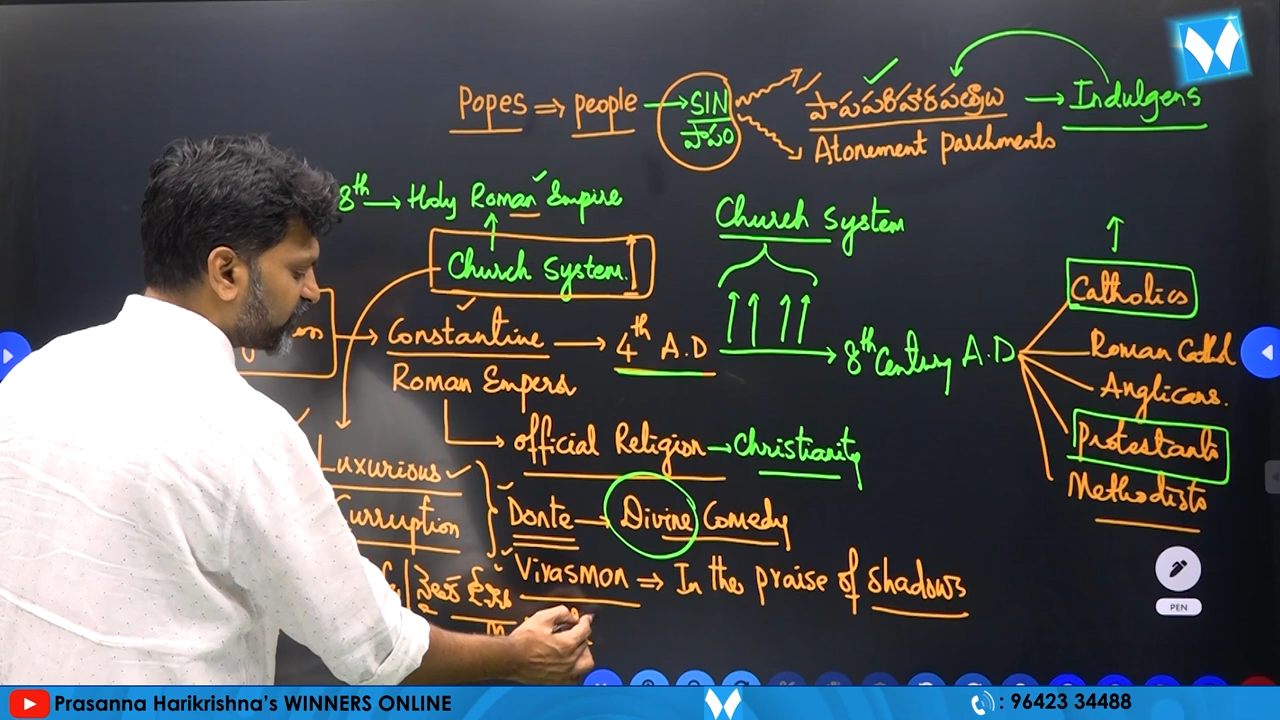 Popes ⇒ people → SIN పాపం
పాపపరిహారపత్రాలు → Indulgens
Atonement Parchments
8th → Holy Roman Empire
Church System
Church System.
Constantine → 4th A.D → 8th Century A.D
Roman Emperor
Catholics
Roman Cathol
Anglicans.
Protestants
Methodists
official Religion → Christianity
Luxurious
Curruption
Donte → Divine Comedy
Virasmon ⇒ In the praise of shadows
PEN
Prasanna Harikrishna's WINNERS ONLINE
: 96423 34488